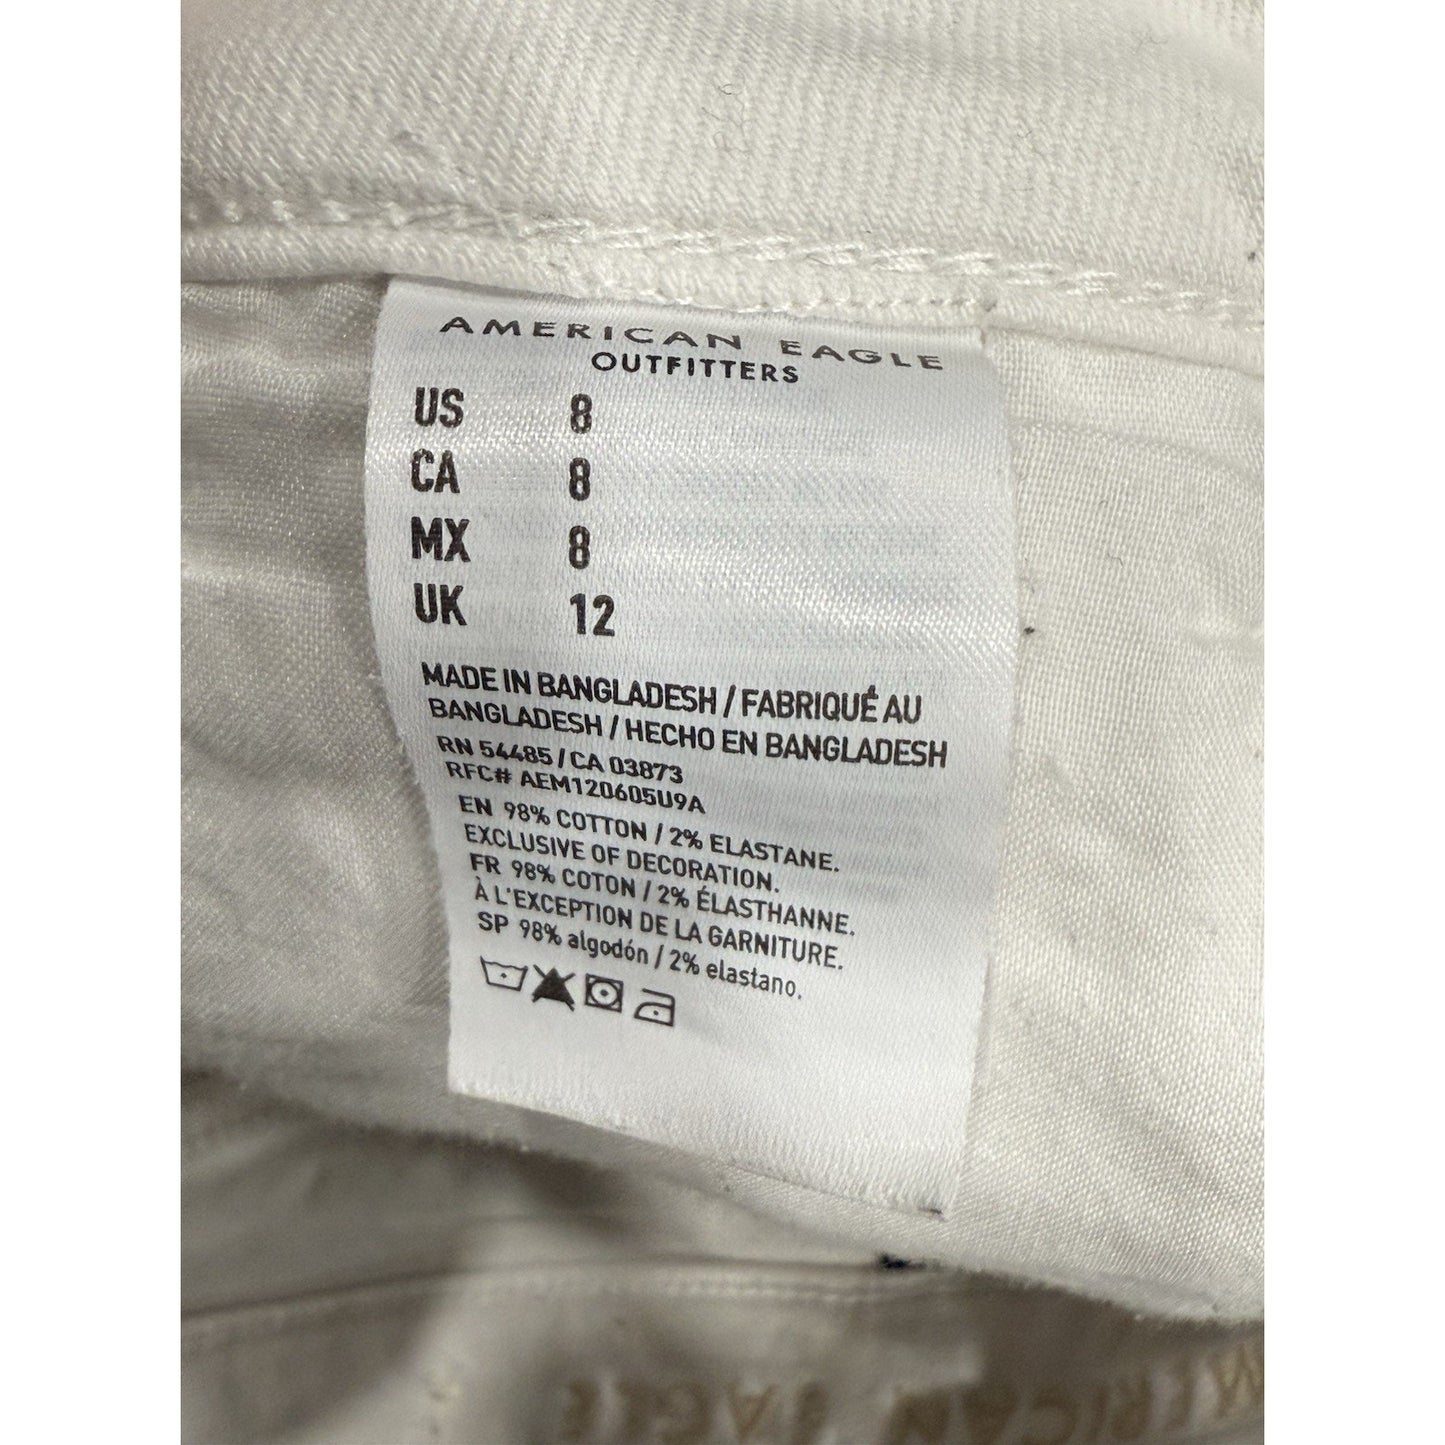 AMERICAN EAGLE
OUTFITTERS
US 8
CA 8
MX 8
UK 12
MADE IN BANGLADESH / FABRIQUÉ AU
BANGLADESH / HECHO EN BANGLADESH
RN 54485 / CA 03873
RFC# AEM120605U9A
EN 98% COTTON / 2% ELASTANE.
EXCLUSIVE OF DECORATION.
FR 98% COTON / 2% ÉLASTHANNE.
À L'EXCEPTION DE LA GARNITURE.
SP 98% algodón / 2% elastano.
AMERICAN EAGLE